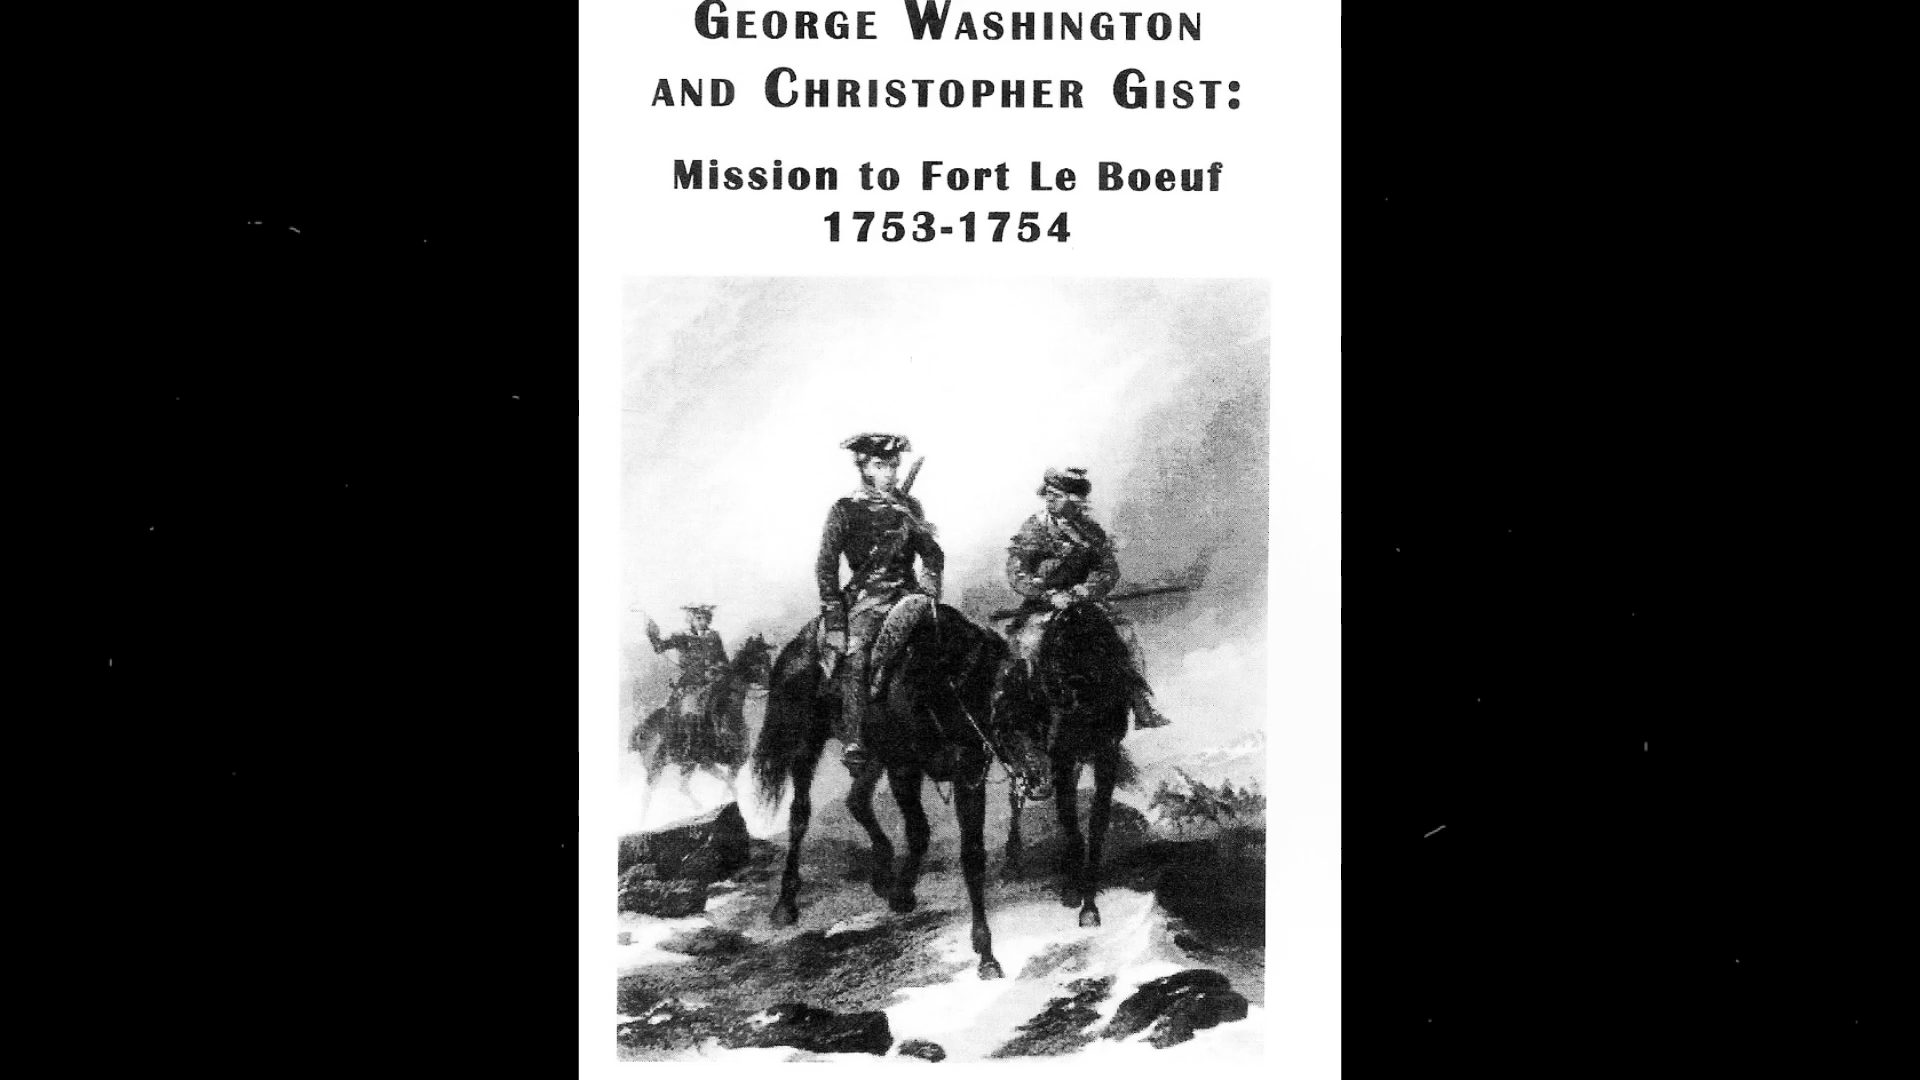 GEORGE WASHINGTON
AND CHRISTOPHER GIST:
Mission to Fort Le Boeuf
1753-1754